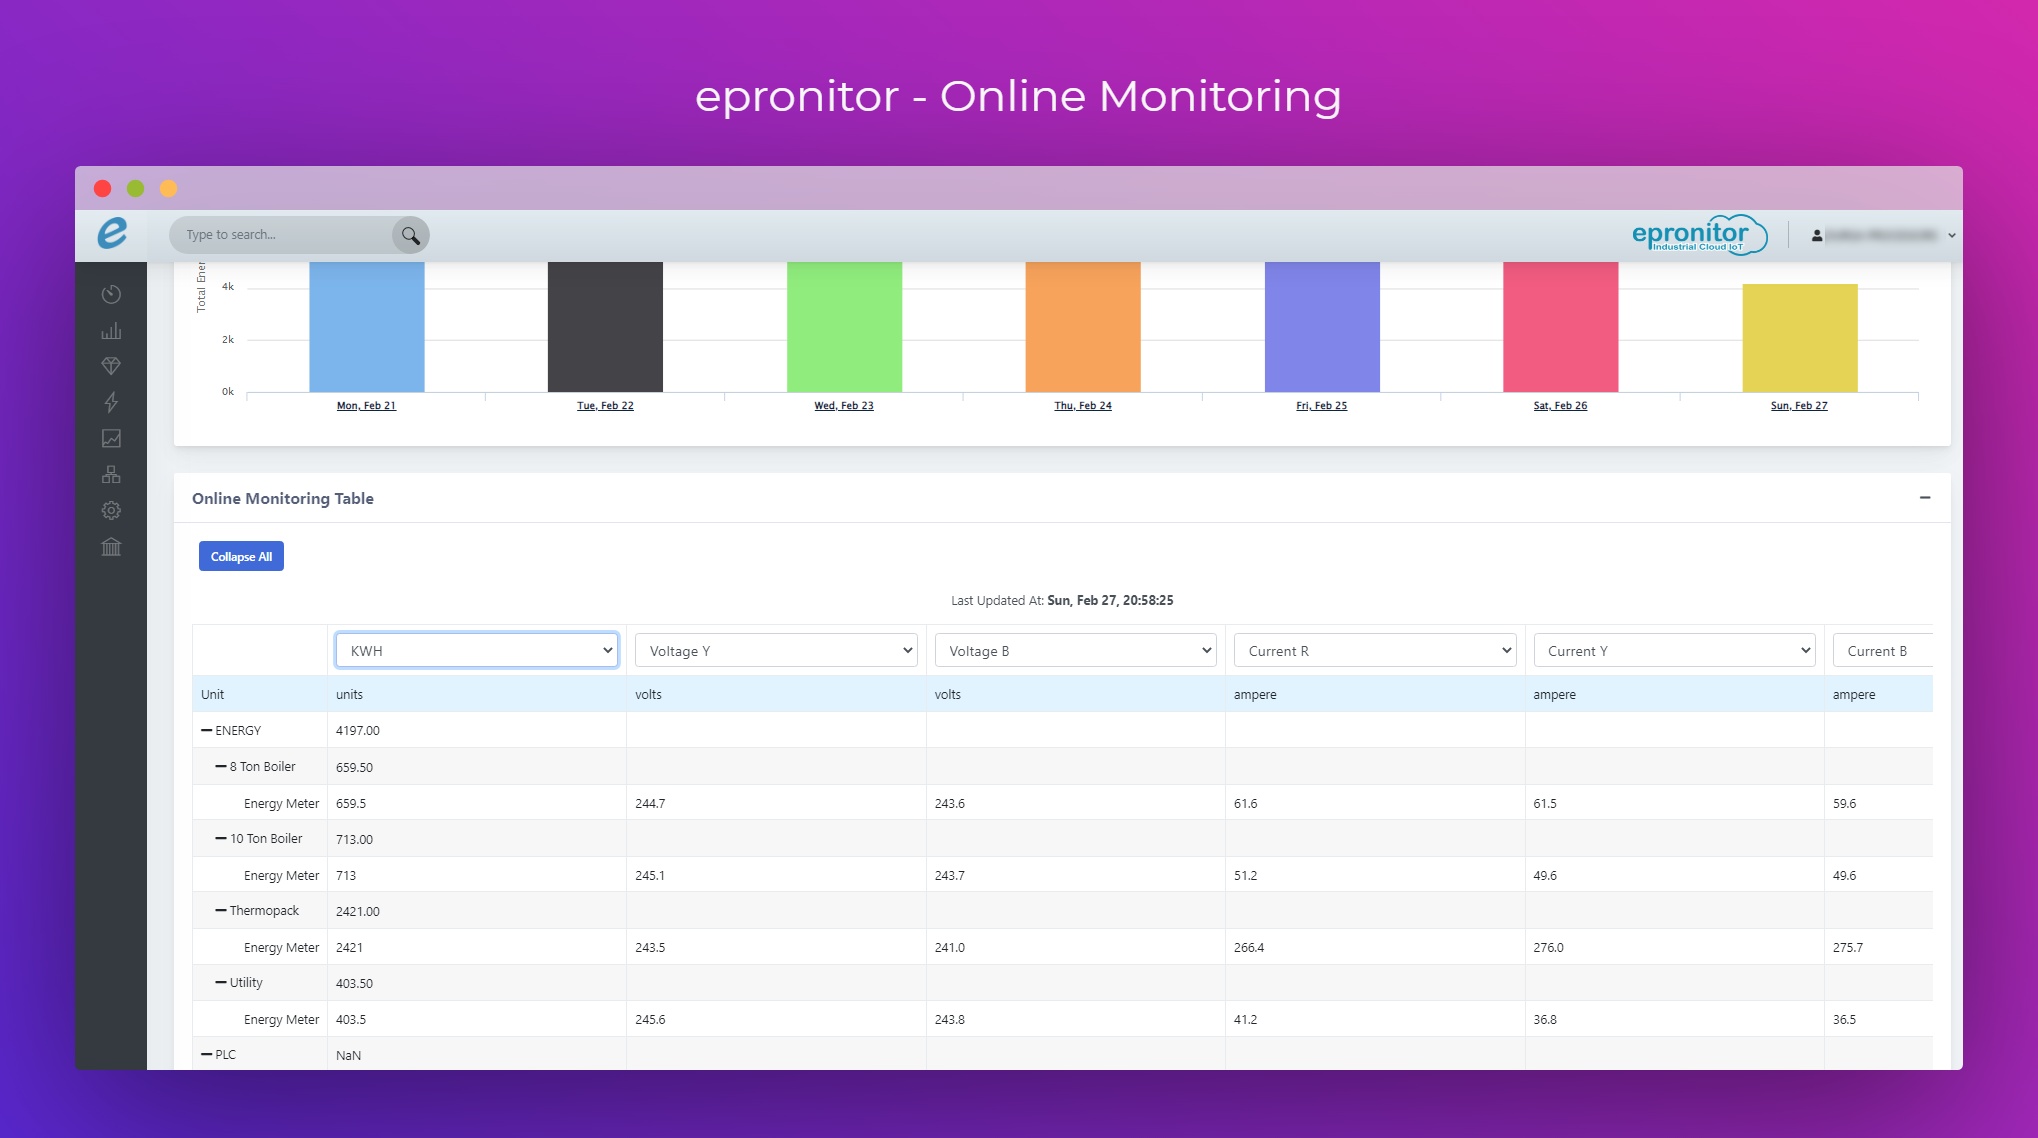 epronitor - Online Monitoring
e
Type to search...
epronitor
Industrial Cloud IoT
Total Ener
4k
2k
0k
Mon, Feb 21
Tue, Feb 22
Wed, Feb 23
Thu, Feb 24
Fri, Feb 25
Sat, Feb 26
Sun, Feb 27
Online Monitoring Table
Collapse All
Last Updated At: Sun, Feb 27, 20:58:25
KWH Voltage Y Voltage B Current R Current Y Current B
Unit units volts volts ampere ampere ampere
ENERGY 4197.00
8 Ton Boiler 659.50
Energy Meter 659.5 244.7 243.6 61.6 61.5 59.6
10 Ton Boiler 713.00
Energy Meter 713 245.1 243.7 51.2 49.6 49.6
Thermopack 2421.00
Energy Meter 2421 243.5 241.0 266.4 276.0 275.7
Utility 403.50
Energy Meter 403.5 245.6 243.8 41.2 36.8 36.5
PLC NaN